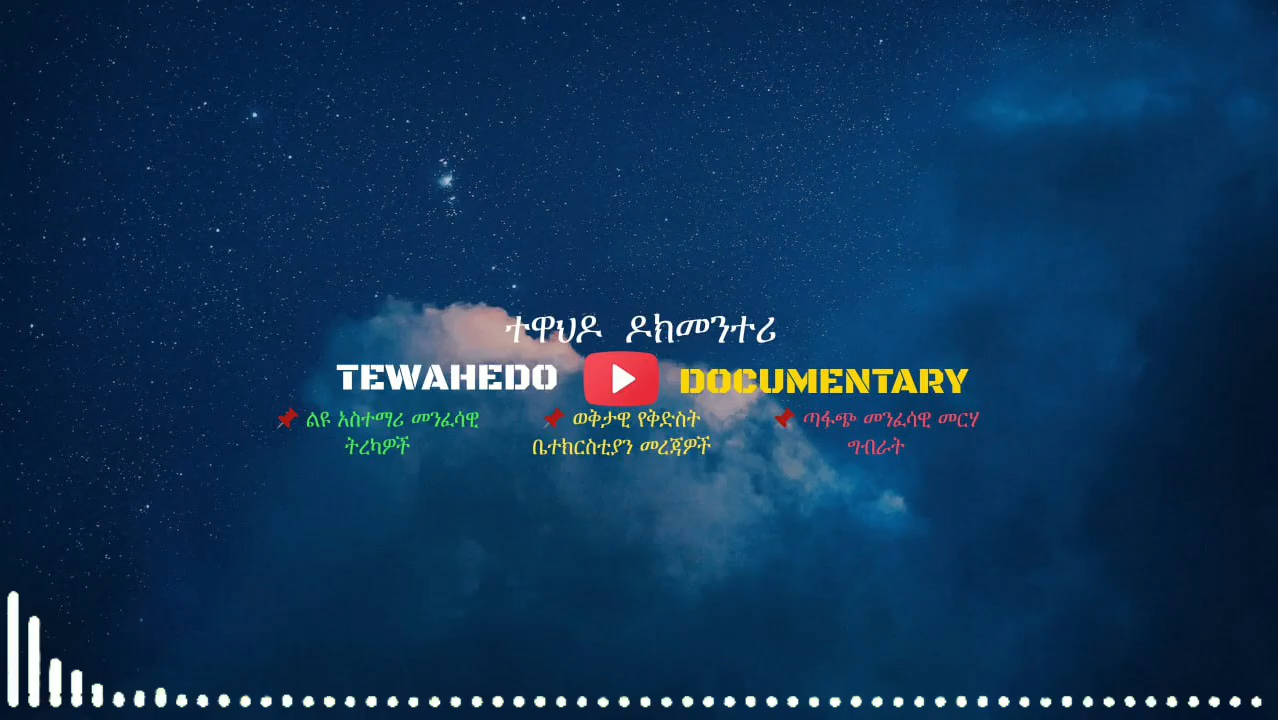 ተዋህዶ ዶክመንተሪ
TEWAHEDO DOCUMENTARY
ልዩ አስተማሪ መንፈሳዊ
ትረካዎች
ወቅታዊ የቅድስት
ቤተክርስቲያን መረጃዎች
ጣፋጭ መንፈሳዊ መርሃ
ግብራት